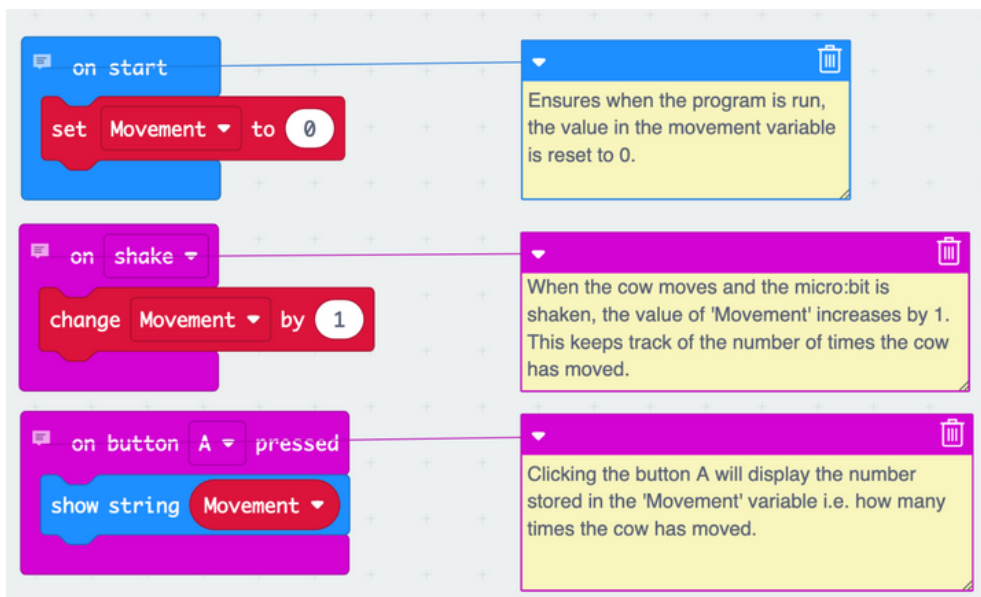 on start
set Movement to 0
Ensures when the program is run,
the value in the movement variable
is reset to 0.
on shake
change Movement by 1
When the cow moves and the micro:bit is
shaken, the value of 'Movement' increases by 1.
This keeps track of the number of times the cow
has moved.
on button A pressed
show string Movement
Clicking the button A will display the number
stored in the 'Movement' variable i.e. how many
times the cow has moved.